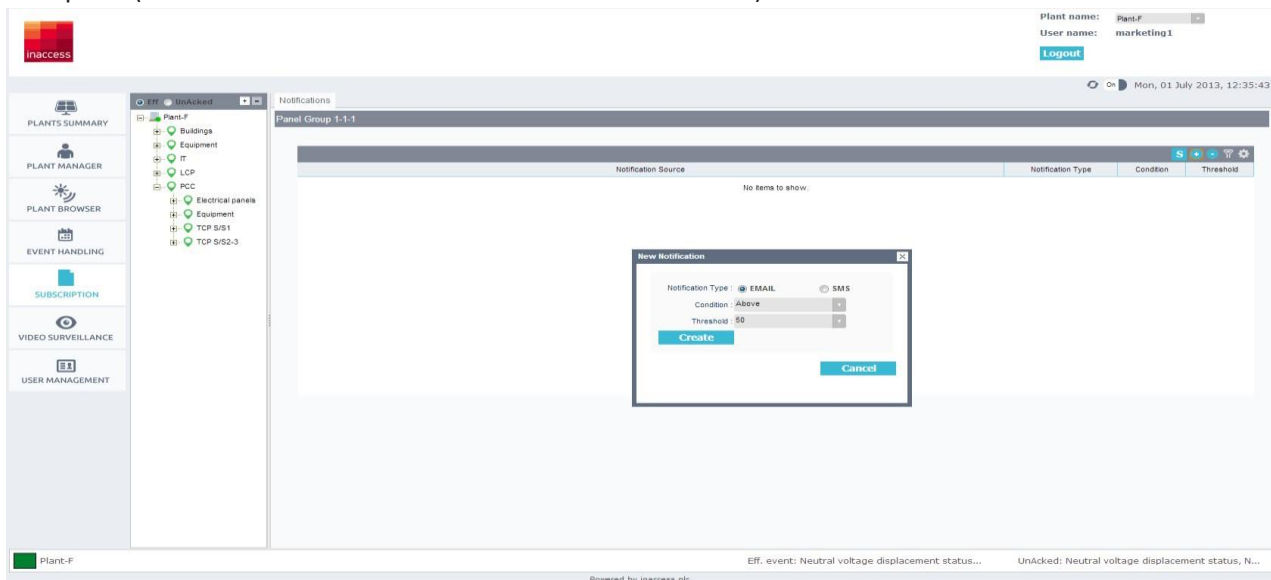 Plant name: Plant-F
User name: marketing1
inaccess
Logout
On Mon, 01 July 2013, 12:35:43
Eff UnAcked
Notifications
PLANTS SUMMARY
PLANT MANAGER
PLANT BROWSER
EVENT HANDLING
SUBSCRIPTION
VIDEO SURVEILLANCE
USER MANAGEMENT
Plant-F
Buildings
Equipment
IT
LCP
PCC
Electrical panels
Equipment
TCP S/S1
TCP S/S2-3
Panel Group 1-1-1
S
Notification Source Notification Type Condition Threshold
No items to show.
New Notification
Notification Type : EMAIL SMS
Condition : Above
Threshold : 50
Create
Cancel
Plant-F Eff. event: Neutral voltage displacement status... UnAcked: Neutral voltage displacement status, N...
Powered by inaccess plc